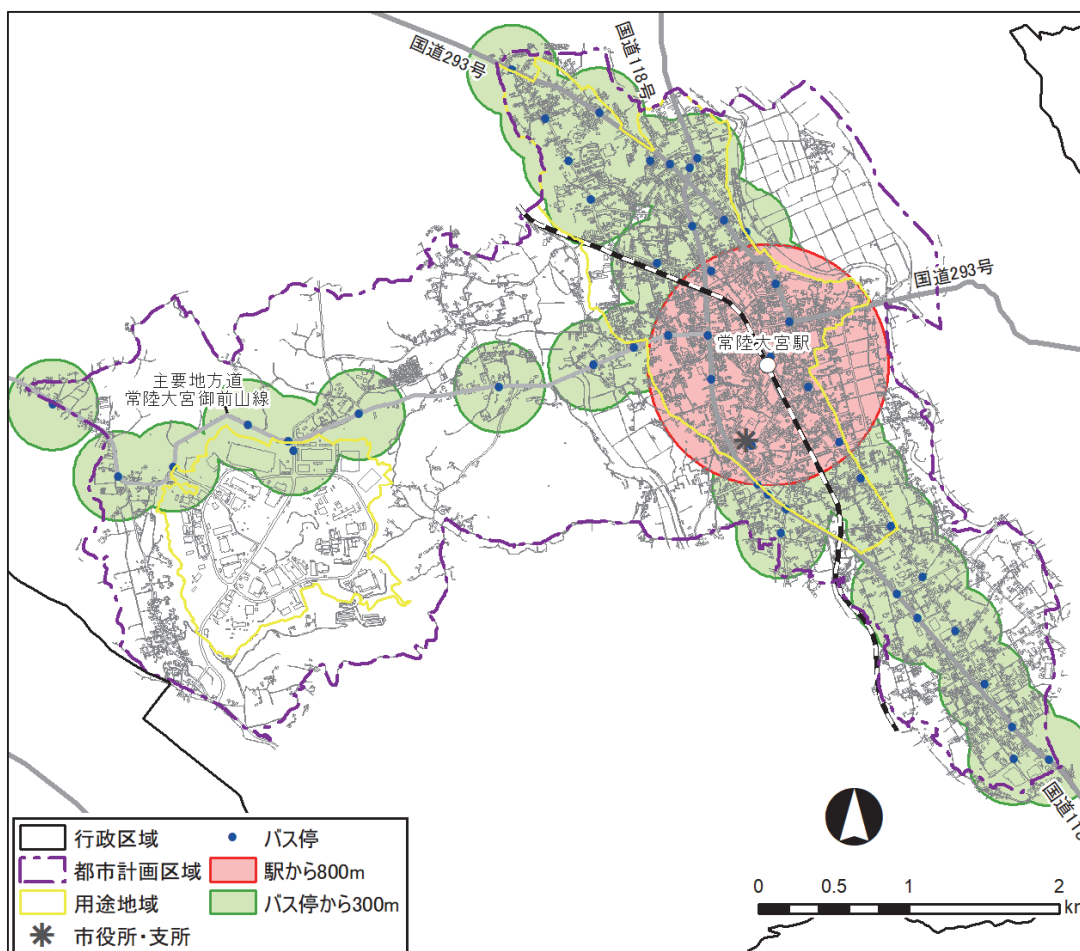 国道293号
国道118号
国道293号
常陸大宮駅
主要地方道
常陸大宮御前山線
国道118
行政区域
バス停
都市計画区域
駅から800m
用途地域
バス停から300m
市役所・支所
0 0.5 1 2
km